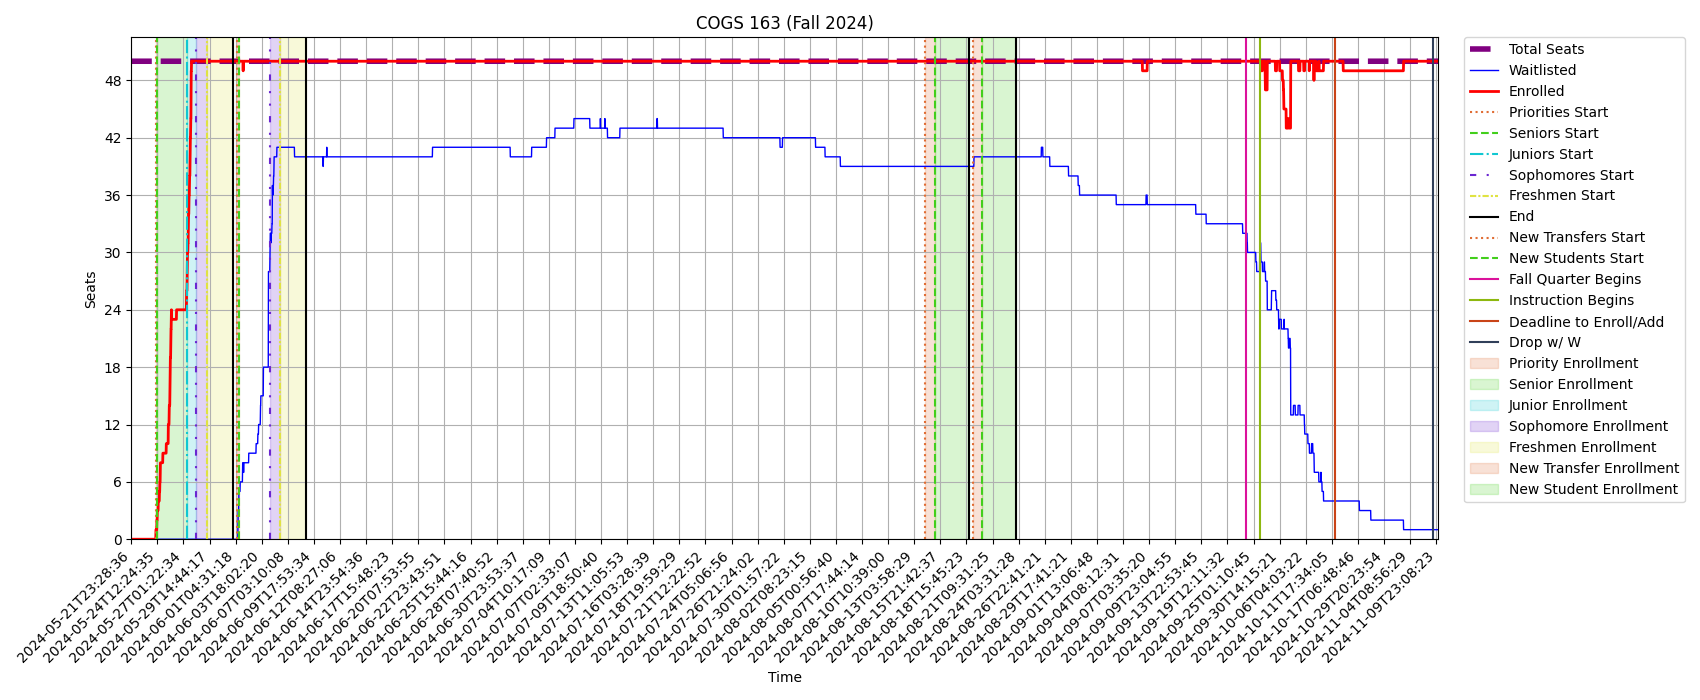 COGS 163 (Fall 2024)
Seats
48
42
36
30
24
18
12
6
0
2024-05-21T23:28:36
2024-05-24T12:24:35
2024-05-27T01:22:34
2024-05-29T14:44:17
2024-06-01T04:31:18
2024-06-03T18:02:20
2024-06-07T03:10:08
2024-06-09T17:53:34
2024-06-12T08:27:06
2024-06-14T23:54:36
2024-06-17T15:48:23
2024-06-20T07:53:55
2024-06-22T23:43:51
2024-06-25T15:44:16
2024-06-28T07:40:52
2024-06-30T23:53:37
2024-07-04T10:17:09
2024-07-07T02:33:07
2024-07-09T18:50:40
2024-07-13T11:05:53
2024-07-16T03:28:39
2024-07-18T19:59:29
2024-07-21T12:22:52
2024-07-24T05:06:56
2024-07-26T21:24:02
2024-07-30T01:57:22
2024-08-02T08:23:15
2024-08-05T00:56:40
2024-08-07T17:44:14
2024-08-10T10:39:00
2024-08-13T03:58:29
2024-08-15T21:42:37
2024-08-18T15:45:23
2024-08-21T09:31:25
2024-08-24T03:31:28
2024-08-26T22:41:21
2024-08-29T17:41:21
2024-09-01T13:06:48
2024-09-04T08:12:31
2024-09-07T03:35:20
2024-09-09T23:04:55
2024-09-13T22:53:45
2024-09-19T12:11:32
2024-09-25T01:10:45
2024-09-30T14:15:21
2024-10-06T04:03:22
2024-10-11T17:34:05
2024-10-17T06:48:46
2024-10-29T20:23:54
2024-11-04T08:56:29
2024-11-09T23:08:23
Time
Total Seats
Waitlisted
Enrolled
Priorities Start
Seniors Start
Juniors Start
Sophomores Start
Freshmen Start
End
New Transfers Start
New Students Start
Fall Quarter Begins
Instruction Begins
Deadline to Enroll/Add
Drop w/ W
Priority Enrollment
Senior Enrollment
Junior Enrollment
Sophomore Enrollment
Freshmen Enrollment
New Transfer Enrollment
New Student Enrollment